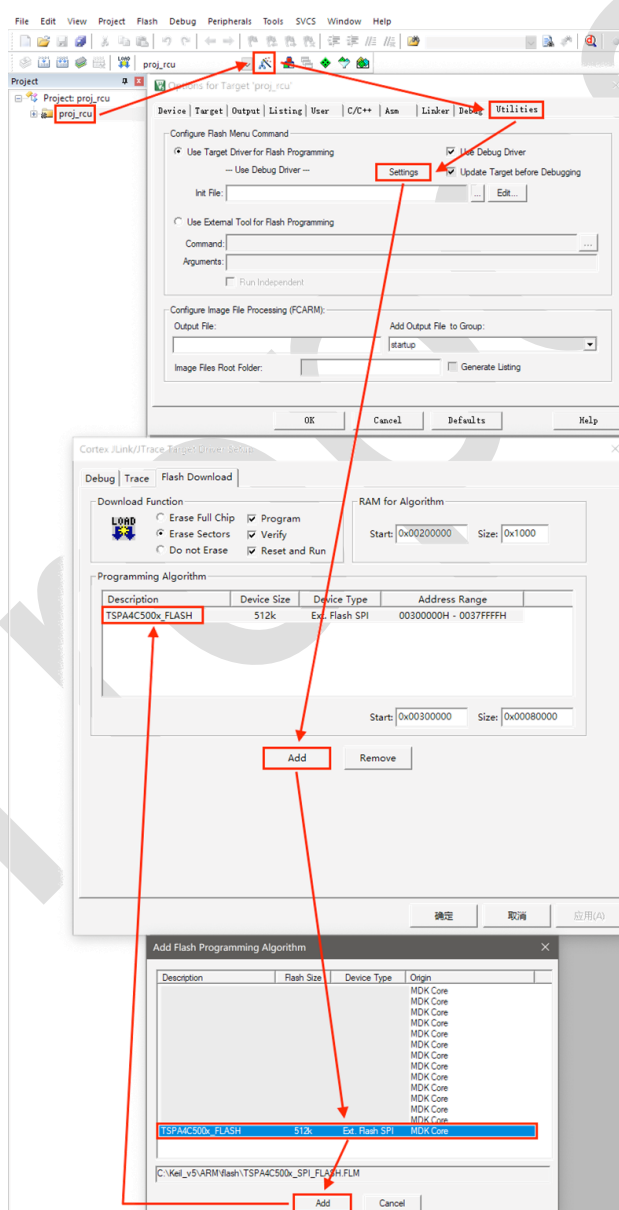 File Edit View Project Flash Debug Peripherals Tools SVCS Window Help
proj_rcu
Project
Project: proj_rcu
proj_rcu
Options for Target 'proj_rcu'
Device Target Output Listing User C/C++ Asm Linker Debug Utilities
Configure Flash Menu Command
Use Target Driver for Flash Programming
Use Debug Driver
-- Use Debug Driver --
Settings
Update Target before Debugging
Init File:
...
Edit...
Use External Tool for Flash Programming
Command:
...
Arguments:
Run Independent
Configure Image File Processing (FCARM):
Output File:
Add Output File to Group:
startup
Image Files Root Folder:
Generate Listing
OK Cancel Defaults Help
Cortex JLink/JTrace Target Driver Setup
Debug Trace Flash Download
Download Function
RAM for Algorithm
LOAD
Erase Full Chip
Program
Erase Sectors
Verify
Start: 0x00200000 Size: 0x1000
Do not Erase
Reset and Run
Programming Algorithm
Description Device Size Device Type Address Range
TSPA4C500x_FLASH 512k Ext. Flash SPI 00300000H - 0037FFFFH
Start: 0x00300000 Size: 0x00080000
Add Remove
确定 取消 应用(A)
Add Flash Programming Algorithm
Description Flash Size Device Type Origin
MDK Core
MDK Core
MDK Core
MDK Core
MDK Core
MDK Core
MDK Core
MDK Core
MDK Core
MDK Core
MDK Core
MDK Core
MDK Core
TSPA4C500x_FLASH 512k Ext. Flash SPI MDK Core
C:\Keil_v5\ARM\flash\TSPA4C500x_SPI_FLASH.FLM
Add Cancel